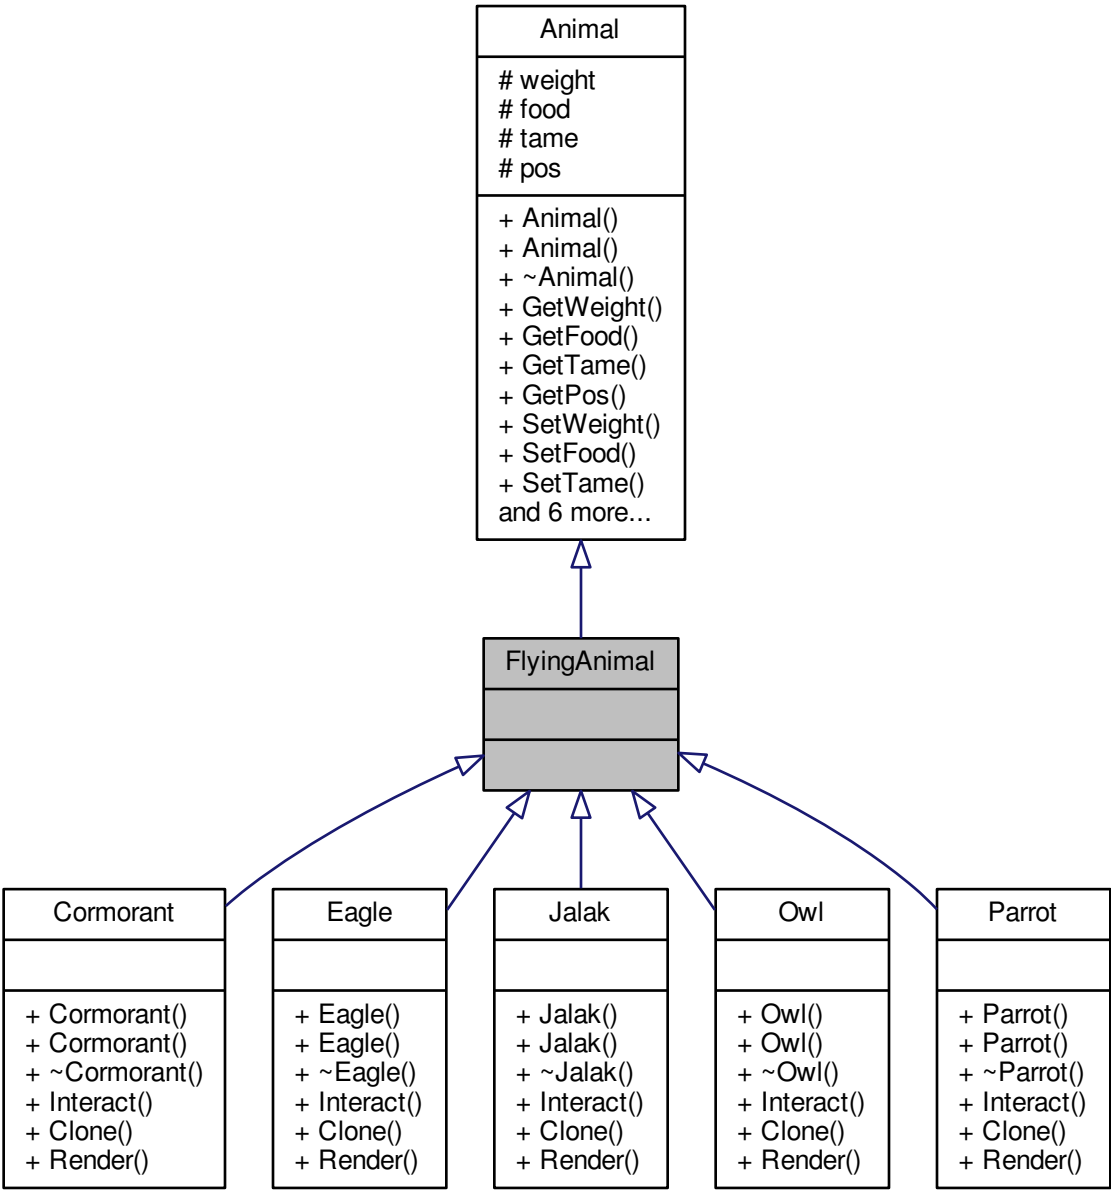 Animal
# weight
# food
# tame
# pos
+ Animal()
+ Animal()
+ ~Animal()
+ GetWeight()
+ GetFood()
+ GetTame()
+ GetPos()
+ SetWeight()
+ SetFood()
+ SetTame()
and 6 more...
FlyingAnimal
Cormorant
+ Cormorant()
+ Cormorant()
+ ~Cormorant()
+ Interact()
+ Clone()
+ Render()
Eagle
+ Eagle()
+ Eagle()
+ ~Eagle()
+ Interact()
+ Clone()
+ Render()
Jalak
+ Jalak()
+ Jalak()
+ ~Jalak()
+ Interact()
+ Clone()
+ Render()
Owl
+ Owl()
+ Owl()
+ ~Owl()
+ Interact()
+ Clone()
+ Render()
Parrot
+ Parrot()
+ Parrot()
+ ~Parrot()
+ Interact()
+ Clone()
+ Render()